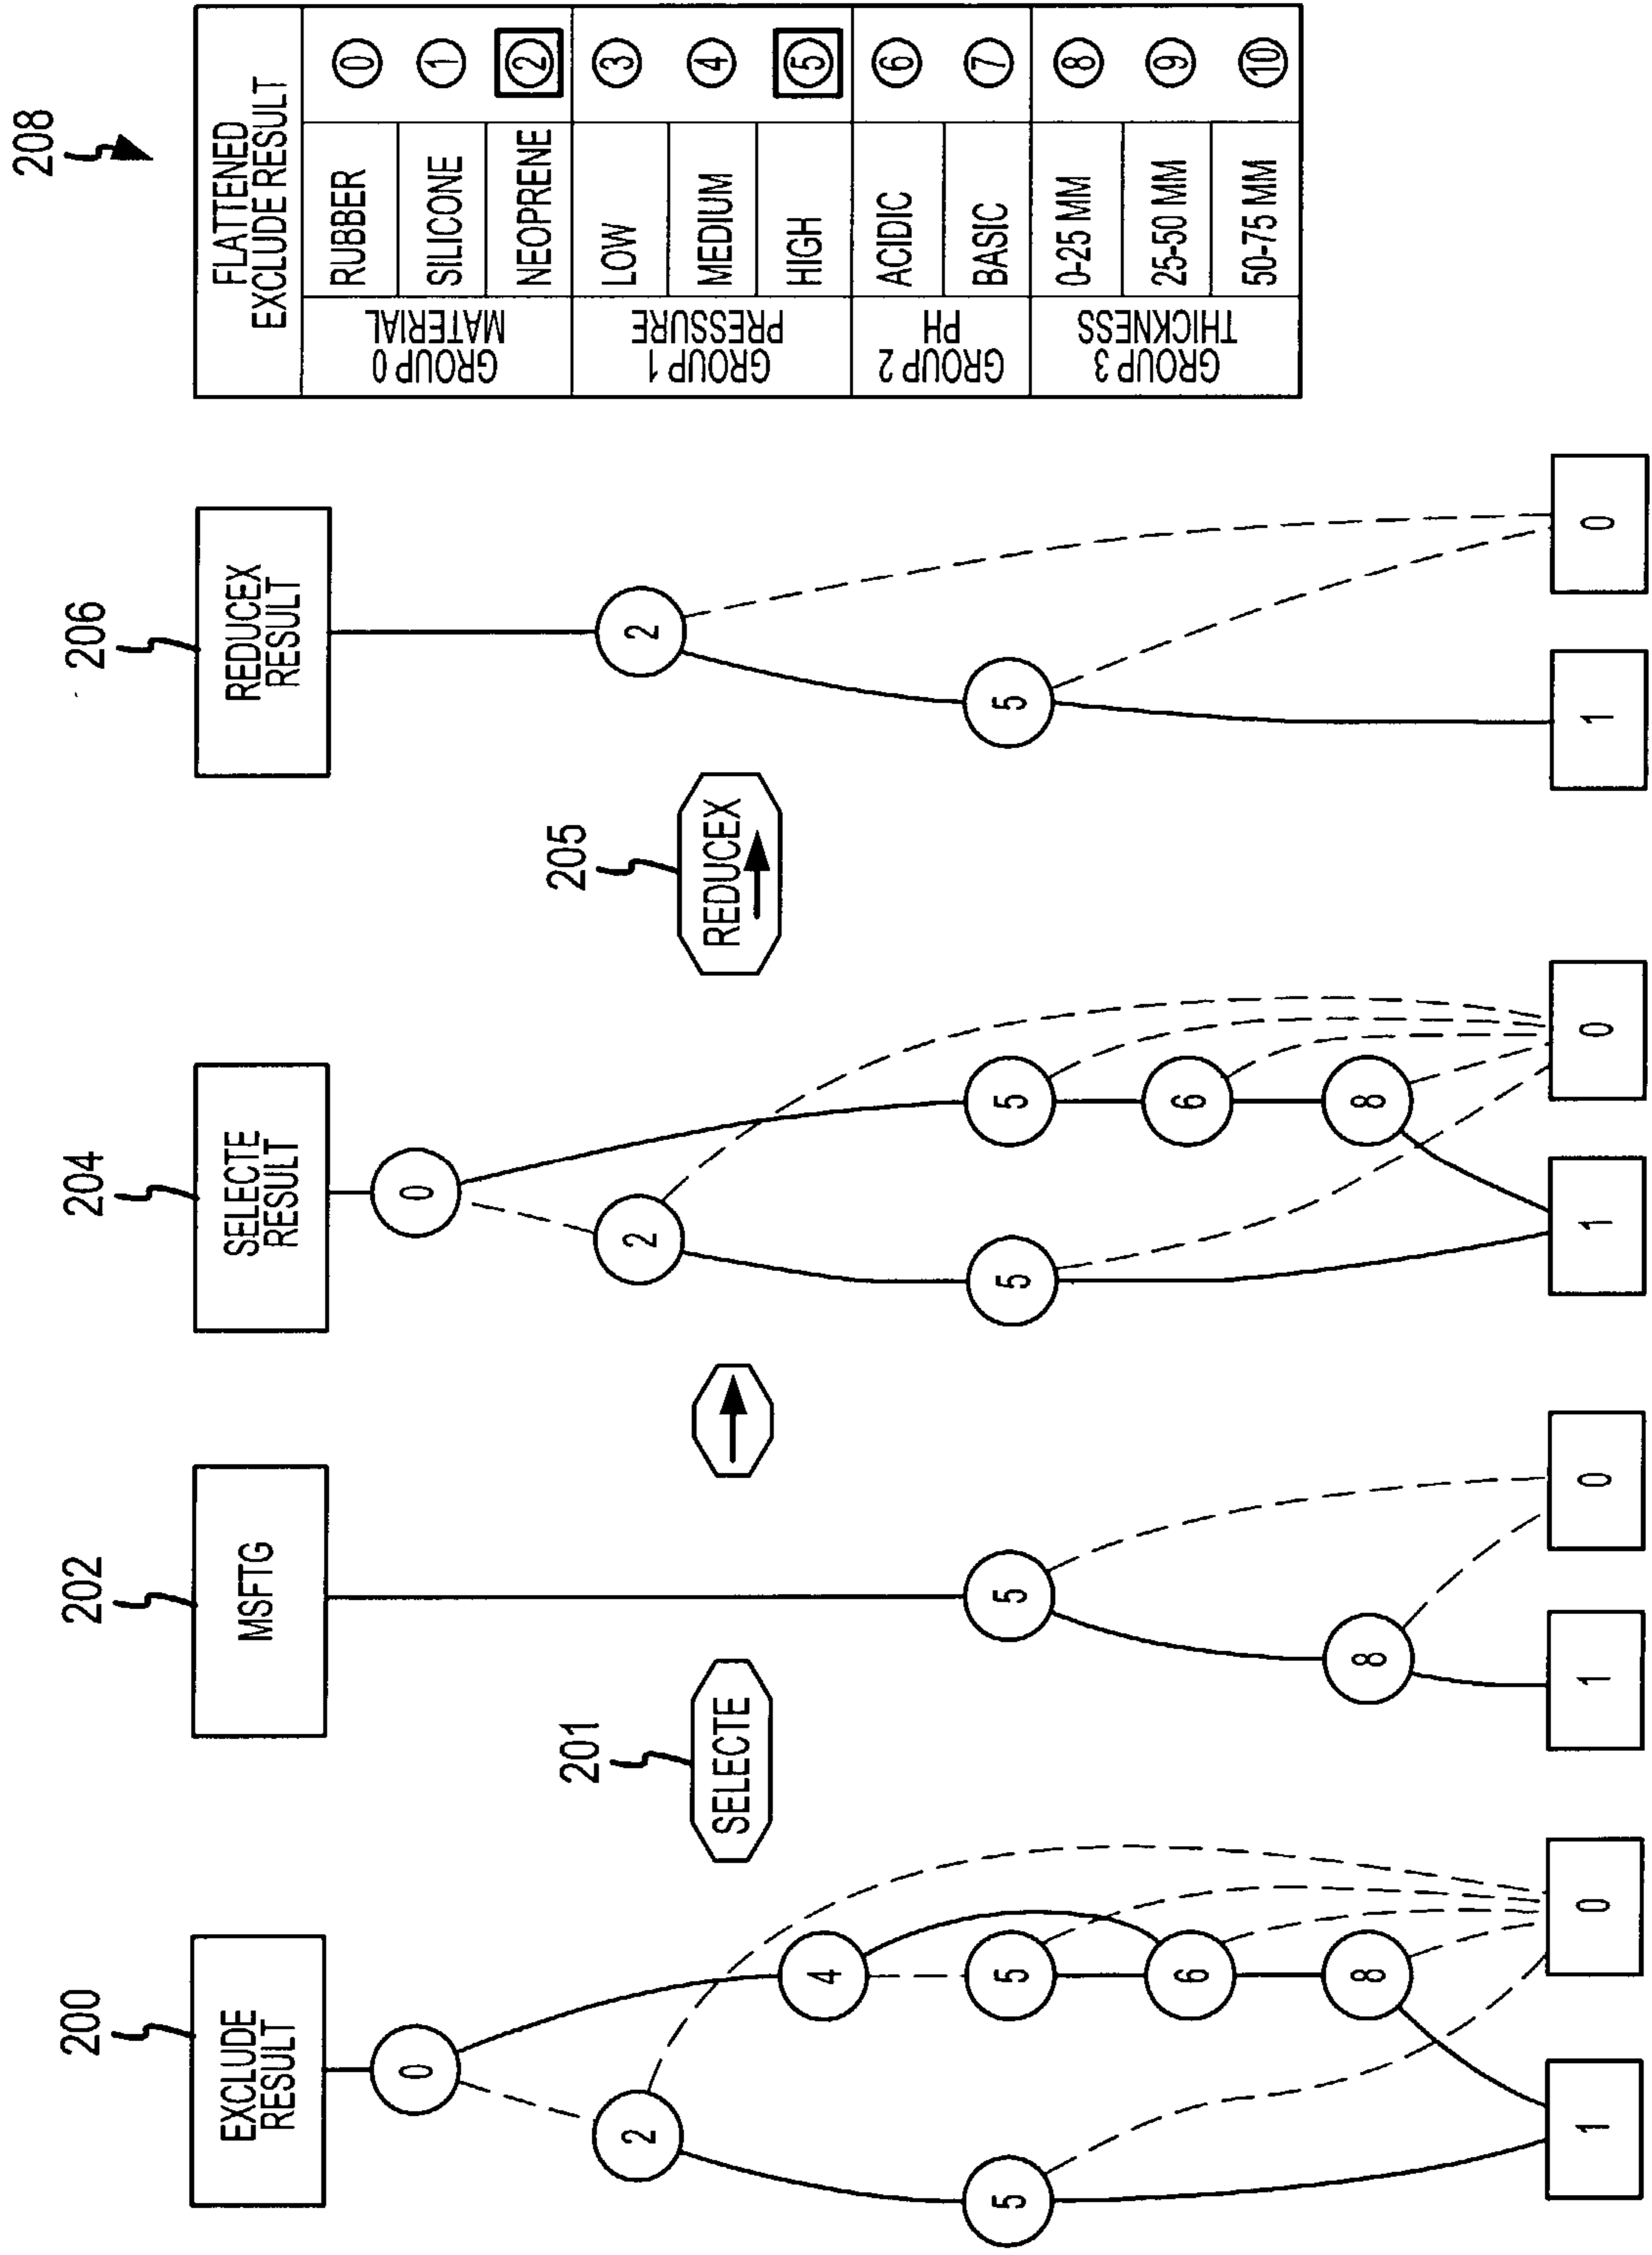 200
EXCLUDE
RESULT
0
2
4
5
5
6
8
1
0
201
SELECTE
202
MSFTG
5
8
1
0
204
SELECTE
RESULT
0
2
5
5
6
8
1
0
205
REDUCEX
206
REDUCEX
RESULT
2
5
1
0
208
FLATTENED
EXCLUDE RESULT
GROUP 0
MATERIAL
RUBBER 0
SILICONE 1
NEOPRENE 2
GROUP 1
PRESSURE
LOW 3
MEDIUM 4
HIGH 5
GROUP 2
PH
ACIDIC 6
BASIC 7
GROUP 3
THICKNESS
0-25 MM 8
25-50 MM 9
50-75 MM 10